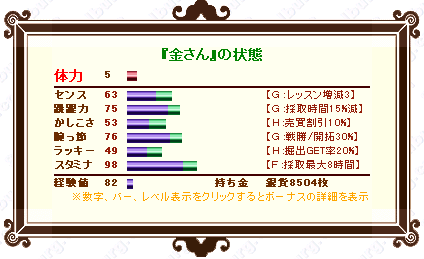 『金さん』の状態
体力 5
センス 63 【G:レッスン増減3】
跳躍力 75 【G:採取時間15%減】
かしこさ 53 【H:売買割引10%】
腕っ節 76 【G:戦勝/開拓30%】
ラッキー 49 【H:掘出GET率20%】
スタミナ 98 【F:採取最大8時間】
経験値 82 持ち金 銀貨8504枚
※数字、バー、レベル表示をクリックするとボーナスの詳細を表示